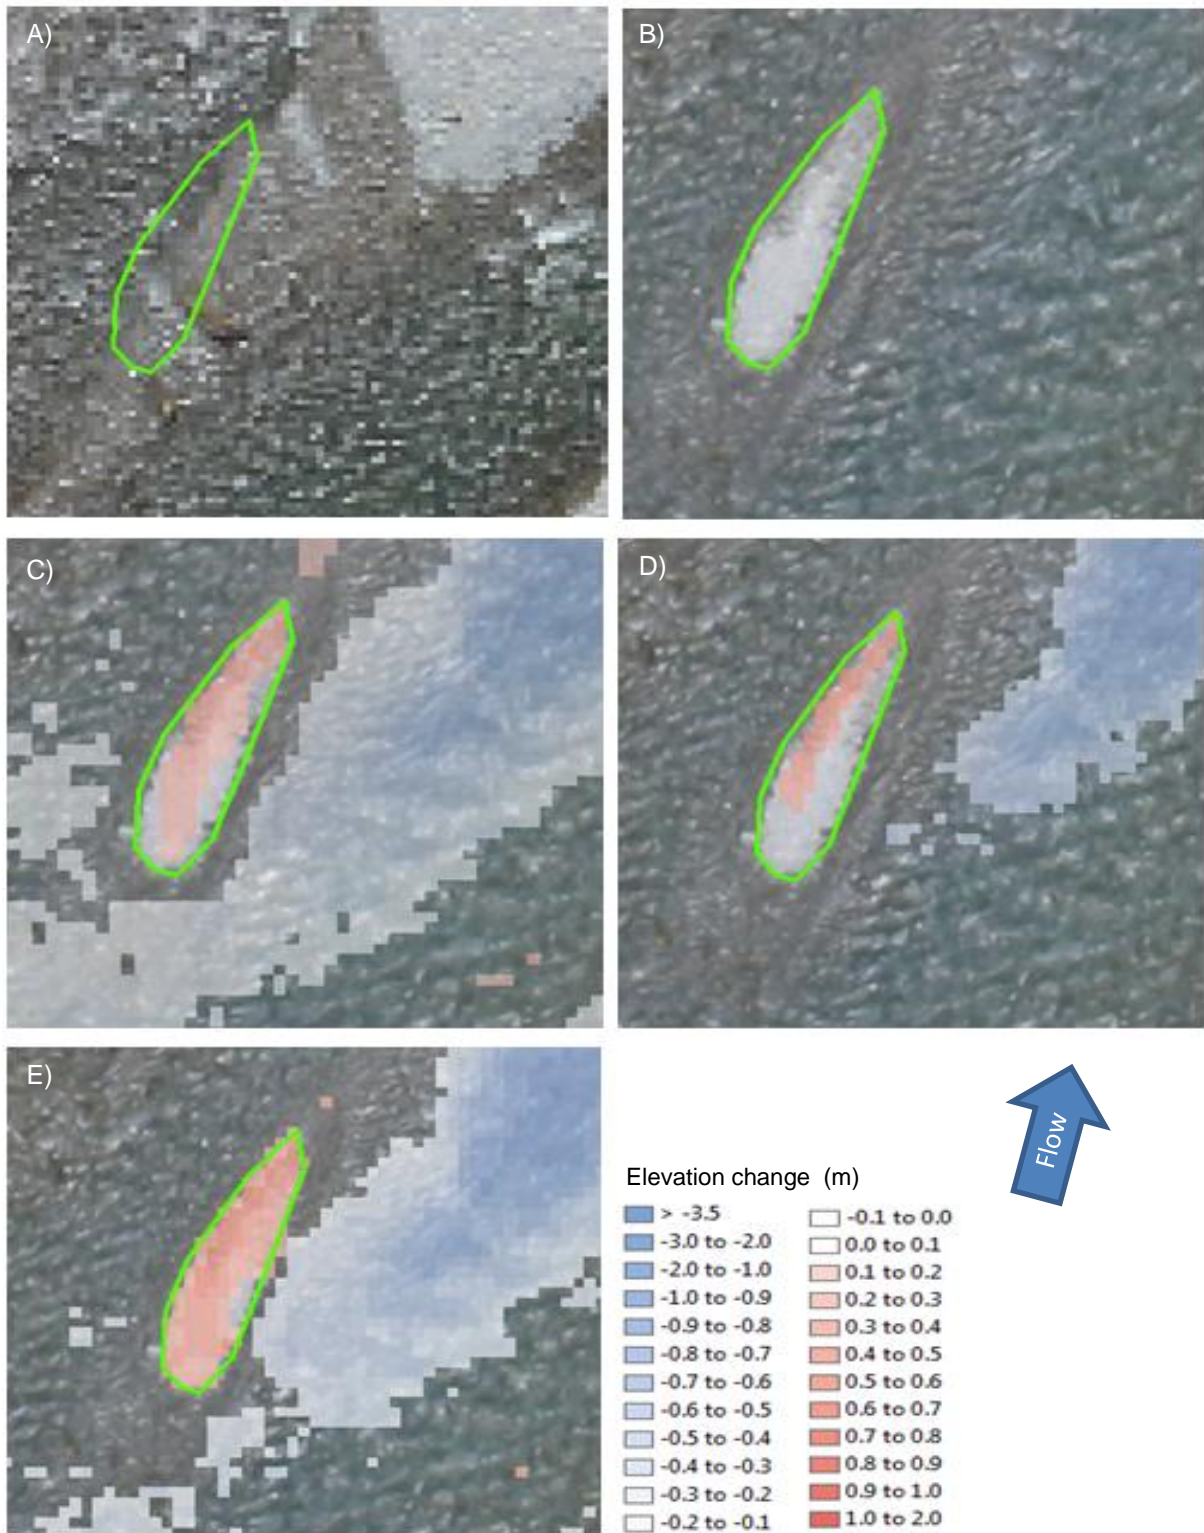 A)
B)
C)
D)
E)
Flow
Elevation change (m)
> -3.5
-3.0 to -2.0
-2.0 to -1.0
-1.0 to -0.9
-0.9 to -0.8
-0.8 to -0.7
-0.7 to -0.6
-0.6 to -0.5
-0.5 to -0.4
-0.4 to -0.3
-0.3 to -0.2
-0.2 to -0.1
-0.1 to 0.0
0.0 to 0.1
0.1 to 0.2
0.2 to 0.3
0.3 to 0.4
0.4 to 0.5
0.5 to 0.6
0.6 to 0.7
0.7 to 0.8
0.8 to 0.9
0.9 to 1.0
1.0 to 2.0